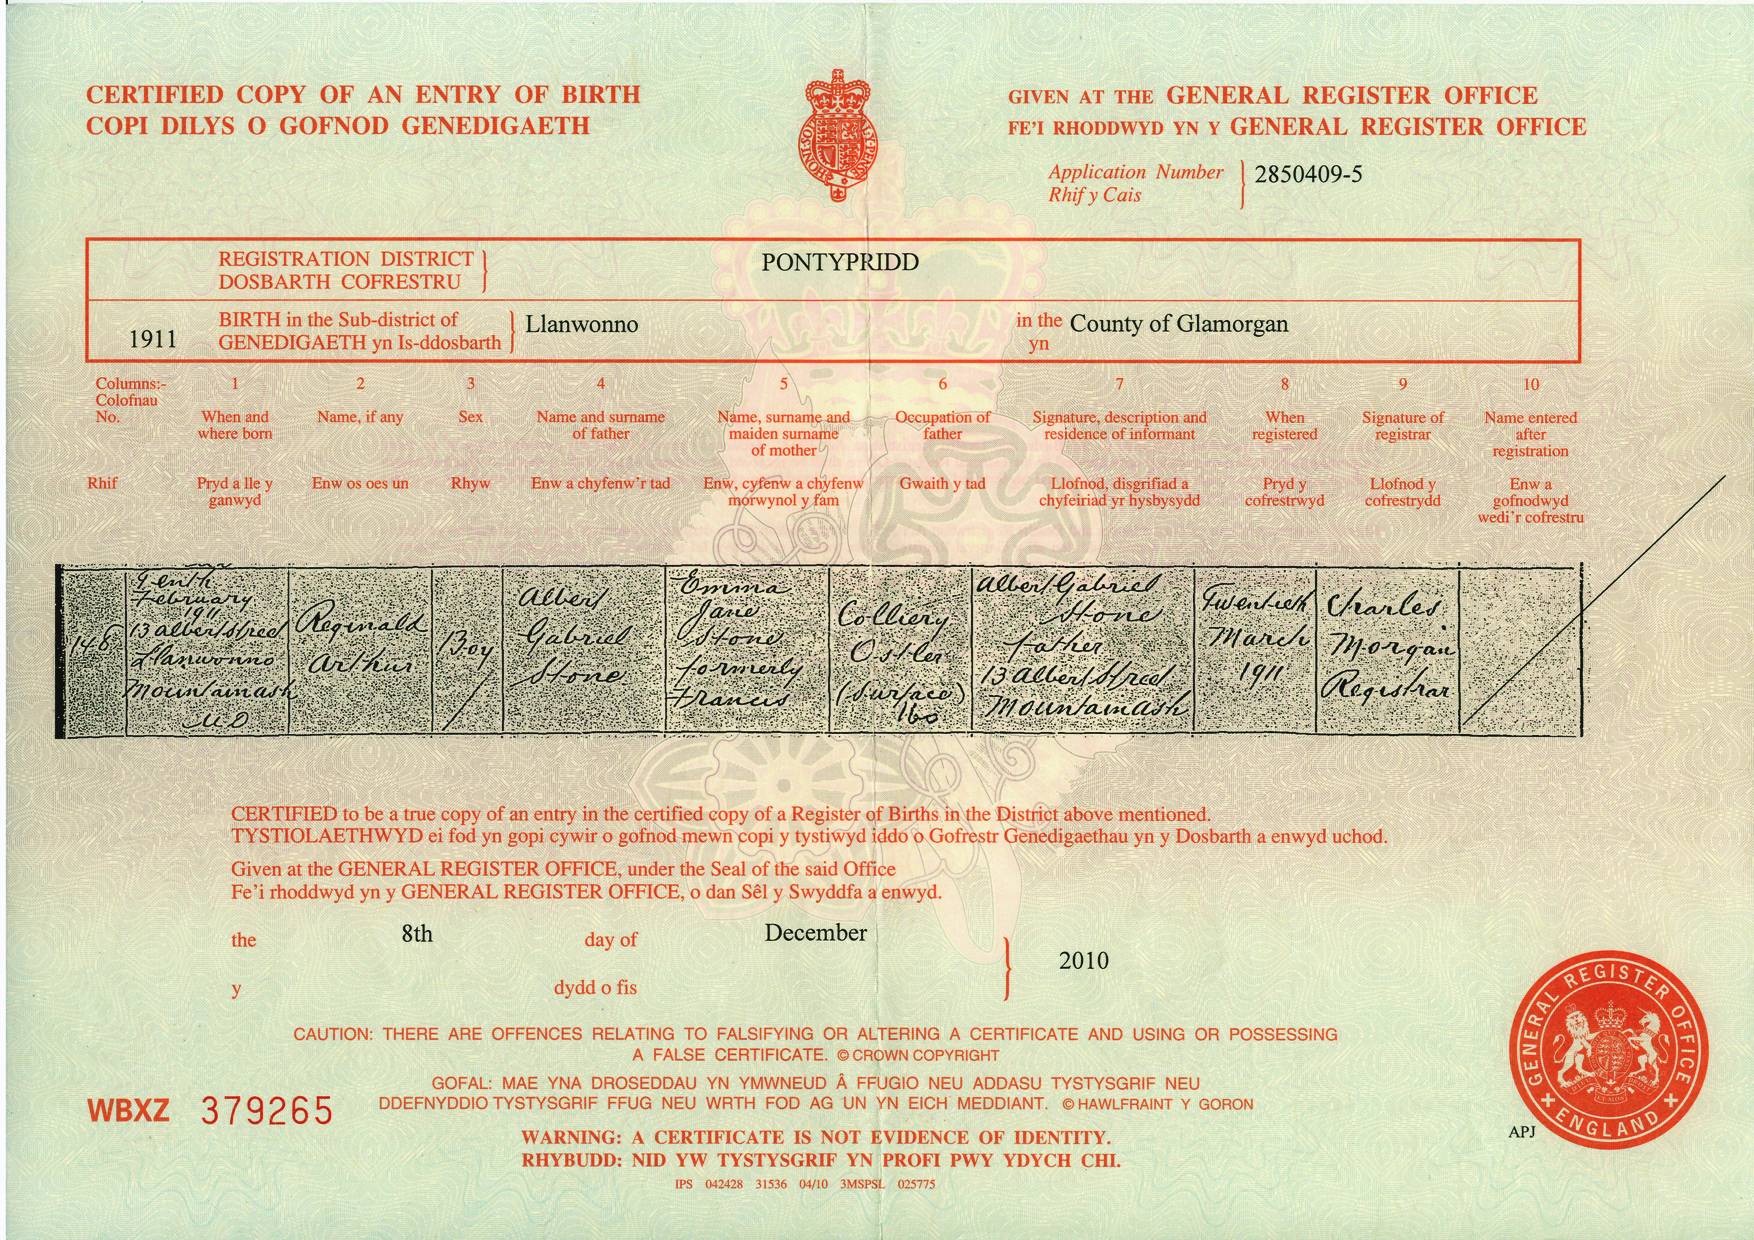 CERTIFIED COPY OF AN ENTRY OF BIRTH
COPI DILYS O GOFNOD GENEDIGAETH
GIVEN AT THE GENERAL REGISTER OFFICE
FE'I RHODDWYD YN Y GENERAL REGISTER OFFICE
Application Number
Rhif y Cais
2850409-5
REGISTRATION DISTRICT
DOSBARTH COFRESTRU
PONTYPRIDD
1911
BIRTH in the Sub-district of
GENEDIGAETH yn Is-ddosbarth
Llanwonno
in the
yn
County of Glamorgan
Columns:-
Colofnau
No.
Rhif
1
When and
where born
Pryd a lle y
ganwyd
2
Name, if any
Enw os oes un
3
Sex
Rhyw
4
Name and surname
of father
Enw a chyfenw'r tad
5
Name, surname and
maiden surname
of mother
Enw, cyfenw a chyfenw
morwynol y fam
6
Occupation of
father
Gwaith y tad
7
Signature, description and
residence of informant
Llofnod, disgrifiad a
chyfeiriad yr hysbysydd
8
When
registered
Pryd y
cofrestrwyd
9
Signature of
registrar
Llofnod y
cofrestrydd
10
Name entered
after
registration
Enw a
gofnodwyd
wedi'r cofrestru
148
Tenth
February
1911
13 Albert Street
Llanwonno
Mountainash
Reginald
Arthur
Boy
Albert
Gabriel
Stone
Emma
Jane
Stone
formerly
Francis
Colliery
Ostler
(Surface)
Albert Gabriel
Stone
Father
13 Albert Street
Mountainash
Twentieth
March
1911
Charles
Morgan
Registrar
CERTIFIED to be a true copy of an entry in the certified copy of a Register of Births in the District above mentioned.
TYSTIOLAETHWYD ei fod yn gopi cywir o gofnod mewn copi y tystiwyd iddo o Gofrestr Genedigaethau yn y Dosbarth a enwyd uchod.
Given at the GENERAL REGISTER OFFICE, under the Seal of the said Office
Fe'i rhoddwyd yn y GENERAL REGISTER OFFICE, o dan Sêl y Swyddfa a enwyd.
the 8th day of December
2010
y dydd o fis
CAUTION: THERE ARE OFFENCES RELATING TO FALSIFYING OR ALTERING A CERTIFICATE AND USING OR POSSESSING
A FALSE CERTIFICATE. © CROWN COPYRIGHT
GOFAL: MAE YNA DROSEDDAU YN YMWNEUD Â FFUGIO NEU ADDASU TYSTYSGRIF NEU
DDEFNYDDIO TYSTYSGRIF FFUG NEU WRTH FOD AG UN YN EICH MEDDIANT. © HAWLFRAINT Y GORON
WBXZ 379265
WARNING: A CERTIFICATE IS NOT EVIDENCE OF IDENTITY.
RHYBUDD: NID YW TYSTYSGRIF YN PROFI PWY YDYCH CHI.
IPS 042428 31536 04/10 3MSPSL 025775
GENERAL REGISTER OFFICE
ENGLAND
APJ